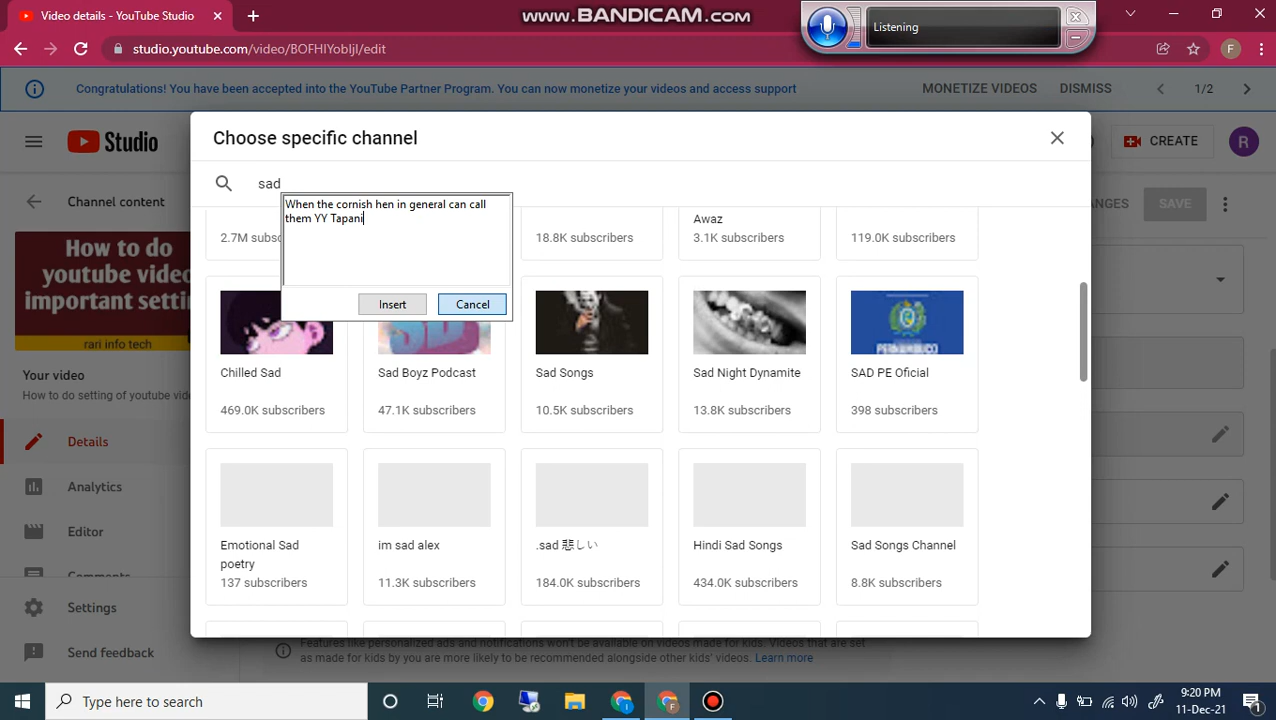 Video details - YouTube Studio
www.BANDICAM.com
Listening
studio.youtube.com/video/BOFHIYobIjI/edit
F
Congratulations! You have been accepted into the YouTube Partner Program. You can now monetize your videos and access support
MONETIZE VIDEOS
DISMISS
1/2
Studio
CREATE
R
Choose specific channel
sad
When the cornish hen in general can call
them YY Tapani
Insert
Cancel
Channel content
SAVE
How to do
youtube video
important setting
rari info tech
Your video
How to do setting of youtube vide
Details
Analytics
Editor
Comments
Settings
Send feedback
2.7M subsc
18.8K subscribers
Awaz
3.1K subscribers
119.0K subscribers
Chilled Sad
469.0K subscribers
Sad Boyz Podcast
47.1K subscribers
Sad Songs
10.5K subscribers
Sad Night Dynamite
13.8K subscribers
PERNAMBUCO
SAD PE Oficial
398 subscribers
Emotional Sad
poetry
137 subscribers
im sad alex
11.3K subscribers
.sad 悲しい
184.0K subscribers
Hindi Sad Songs
434.0K subscribers
Sad Songs Channel
8.8K subscribers
Features like personalized ads and notifications won't be available on videos made for kids. Videos that are set
as made for kids by you are more likely to be recommended alongside other kids' videos. Learn more
Type here to search
F
9:20 PM
11-Dec-21
1